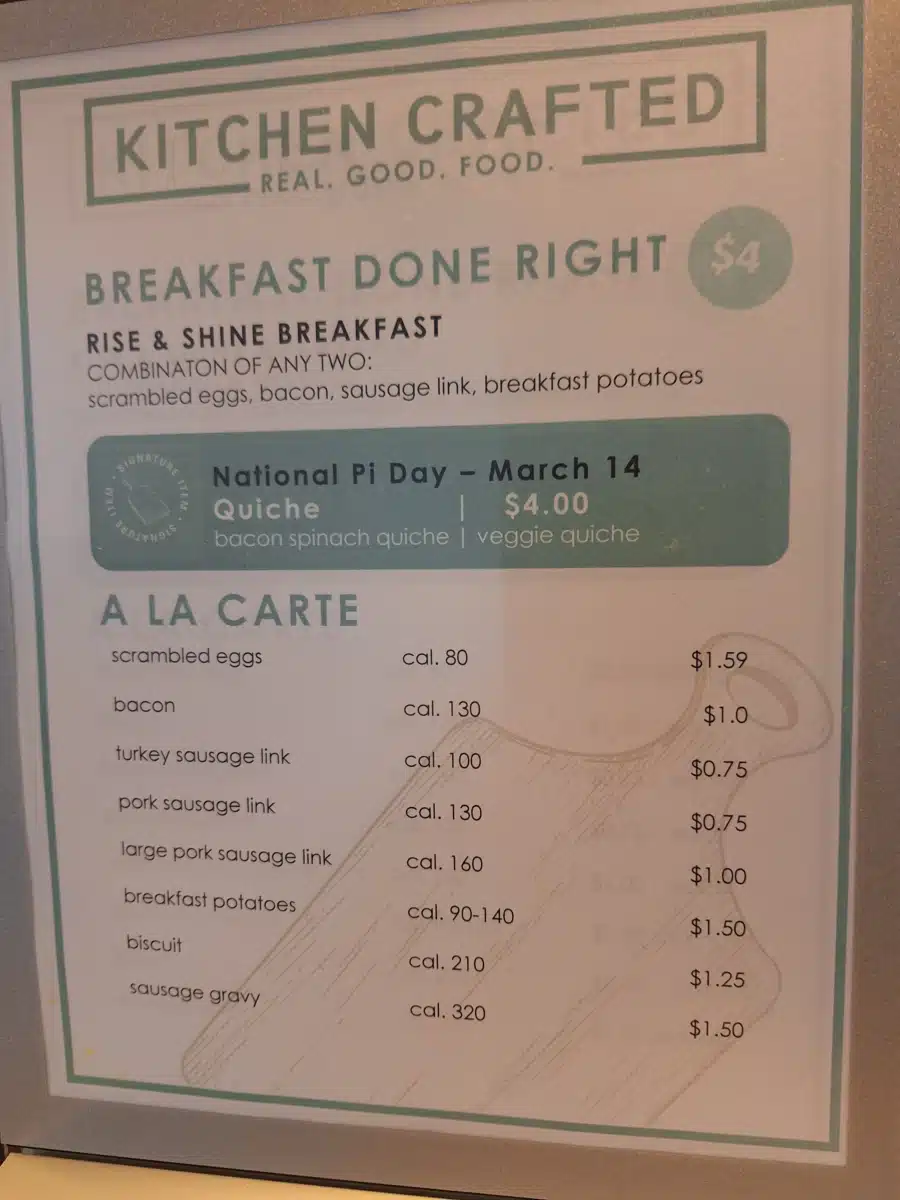 KITCHEN CRAFTED
REAL. GOOD. FOOD.
BREAKFAST DONE RIGHT $4
RISE & SHINE BREAKFAST
COMBINATON OF ANY TWO:
scrambled eggs, bacon, sausage link, breakfast potatoes
SIGNATURE ITEM • SIGNATURE ITEM •
National Pi Day – March 14
Quiche | $4.00
bacon spinach quiche | veggie quiche
A LA CARTE
scrambled eggs cal. 80 $1.59
bacon cal. 130 $1.0
turkey sausage link cal. 100 $0.75
pork sausage link cal. 130 $0.75
large pork sausage link cal. 160 $1.00
breakfast potatoes cal. 90-140 $1.50
biscuit cal. 210 $1.25
sausage gravy cal. 320 $1.50